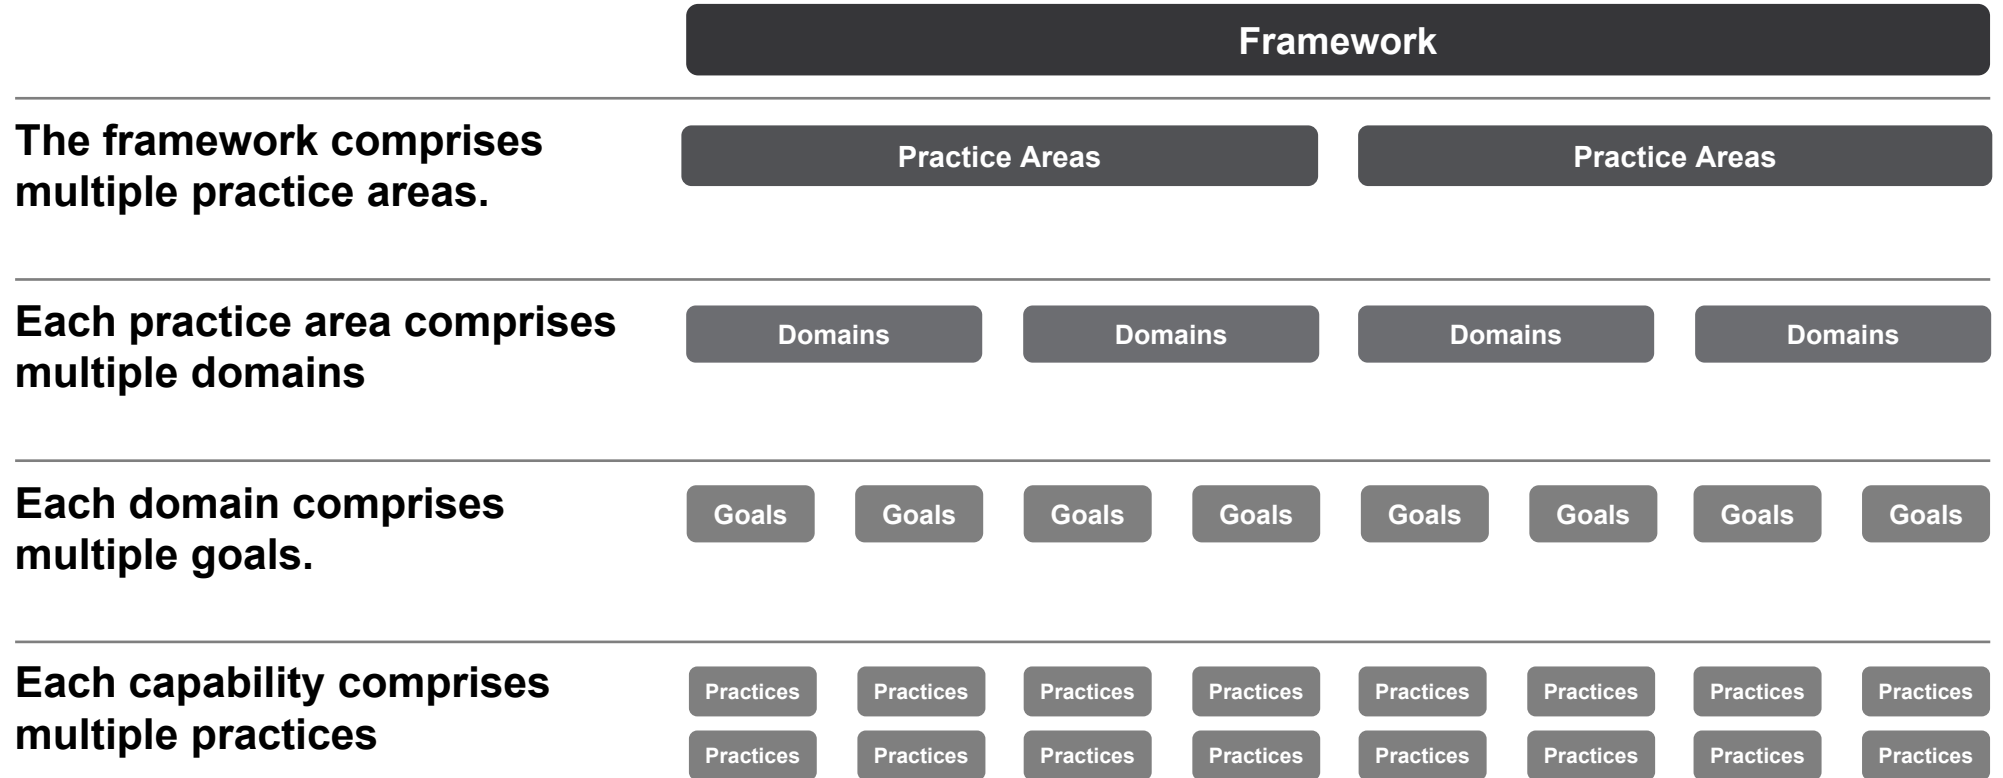 Framework
The framework comprises
multiple practice areas.
Practice Areas Practice Areas
Each practice area comprises
multiple domains
Domains Domains Domains Domains
Each domain comprises
multiple goals.
Goals Goals Goals Goals Goals Goals Goals Goals
Each capability comprises
multiple practices
Practices Practices Practices Practices Practices Practices Practices Practices
Practices Practices Practices Practices Practices Practices Practices Practices